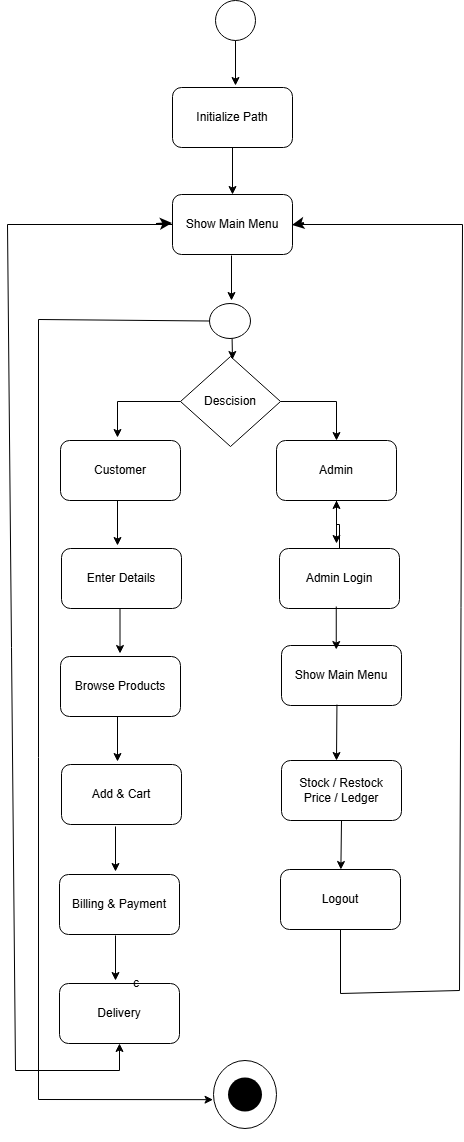 Initialize Path
Show Main Menu
Descision
Customer
Admin
Enter Details
Admin Login
Browse Products
Show Main Menu
Add & Cart
Stock / Restock
Price / Ledger
Billing & Payment
Logout
c
Delivery